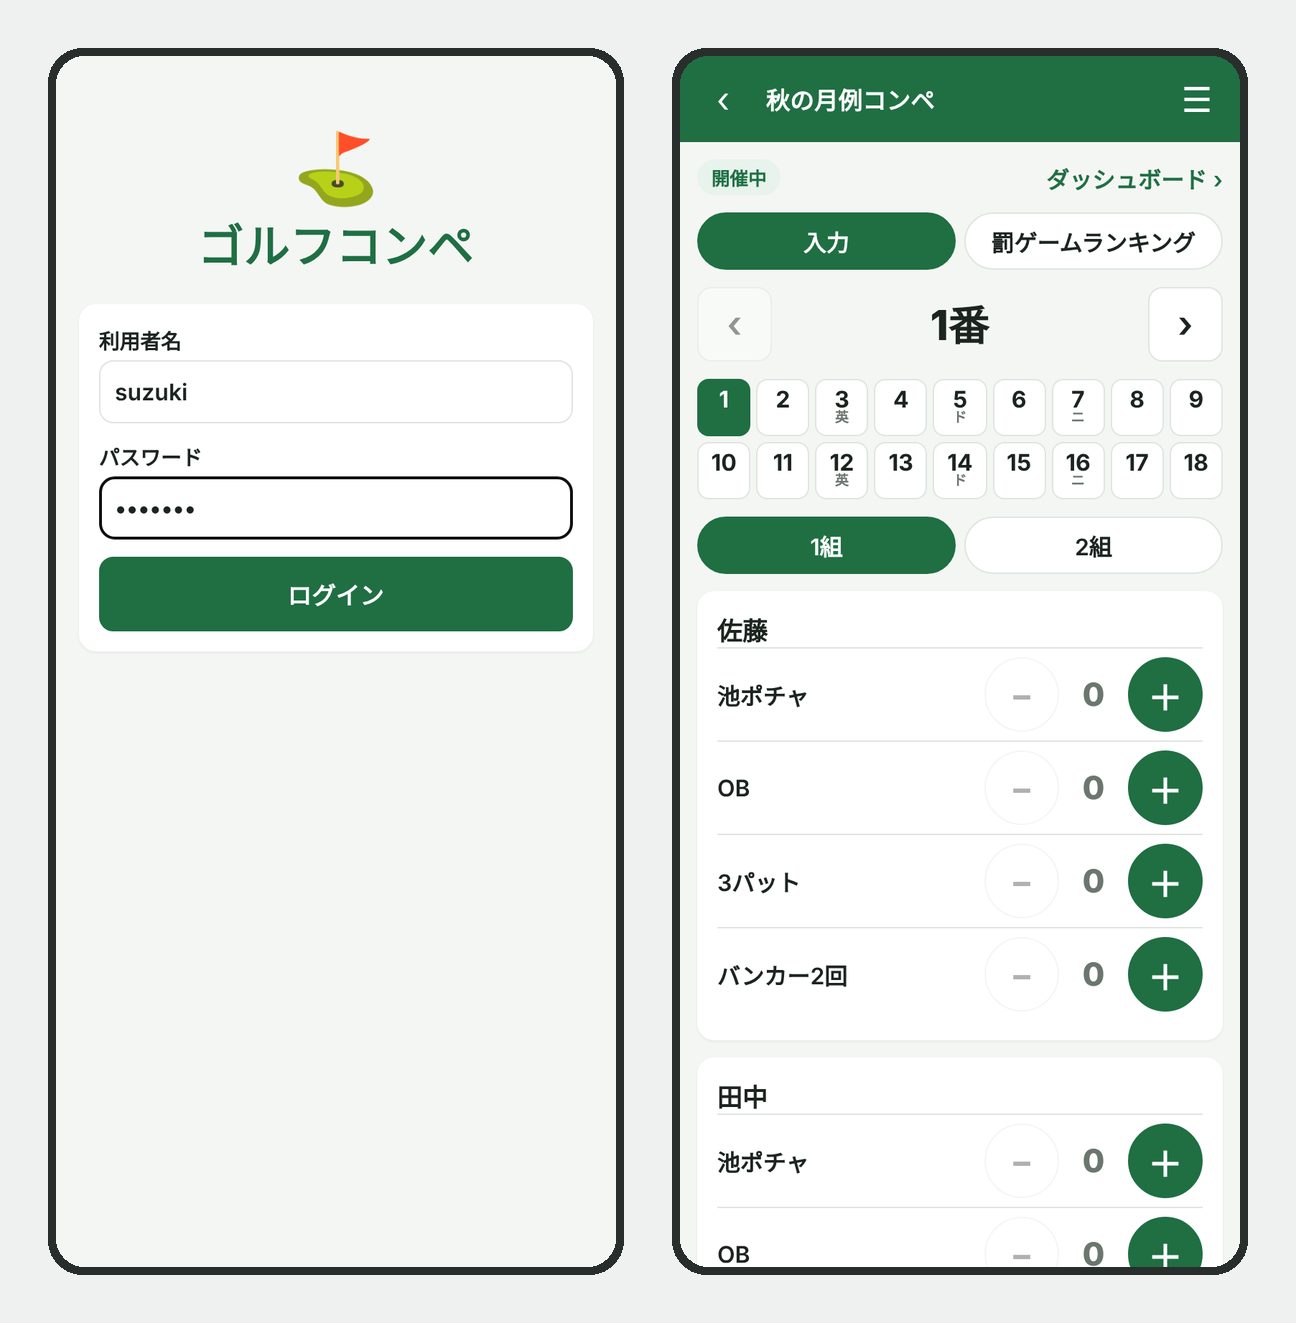 ゴルフコンペ
利用者名
suzuki
パスワード
•••••••
ログイン
‹ 秋の月例コンペ ☰
開催中 ダッシュボード ›
入力 罰ゲームランキング
‹ 1番 ›
1 2 3 4 5 6 7 8 9
英 ド ニ
10 11 12 13 14 15 16 17 18
英 ド ニ
1組 2組
佐藤
池ポチャ − 0 +
OB − 0 +
3パット − 0 +
バンカー2回 − 0 +
田中
池ポチャ − 0 +
OB − 0 +